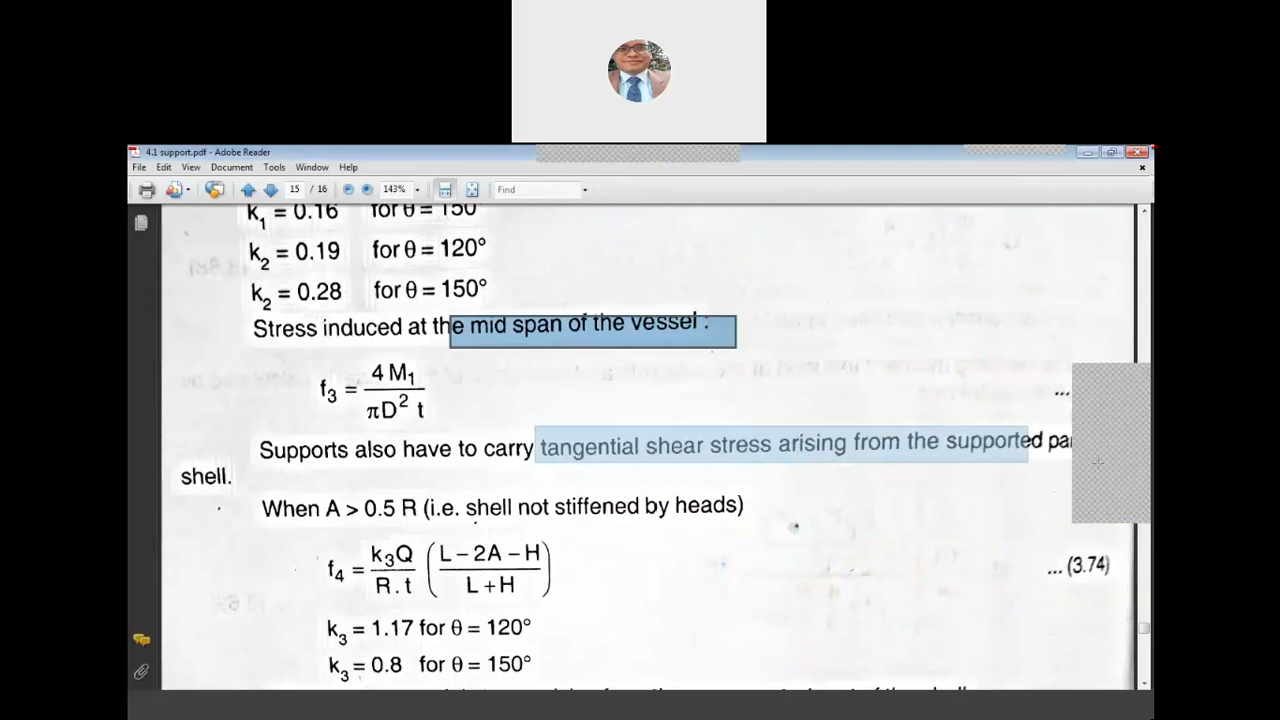 4.1 support.pdf - Adobe Reader
File Edit View Document Tools Window Help
15 / 16 143% Find
k₁ = 0.16 for θ = 150°
k₂ = 0.19 for θ = 120°
k₂ = 0.28 for θ = 150°
Stress induced at the mid span of the vessel :
f₃ = 4 M₁ / πD² t ...
Supports also have to carry tangential shear stress arising from the supported
shell.
When A > 0.5 R (i.e. shell not stiffened by heads)
f₄ = k₃Q / R . t ( L – 2A – H / L + H ) ... (3.74)
k₃ = 1.17 for θ = 120°
k₃ = 0.8 for θ = 150°